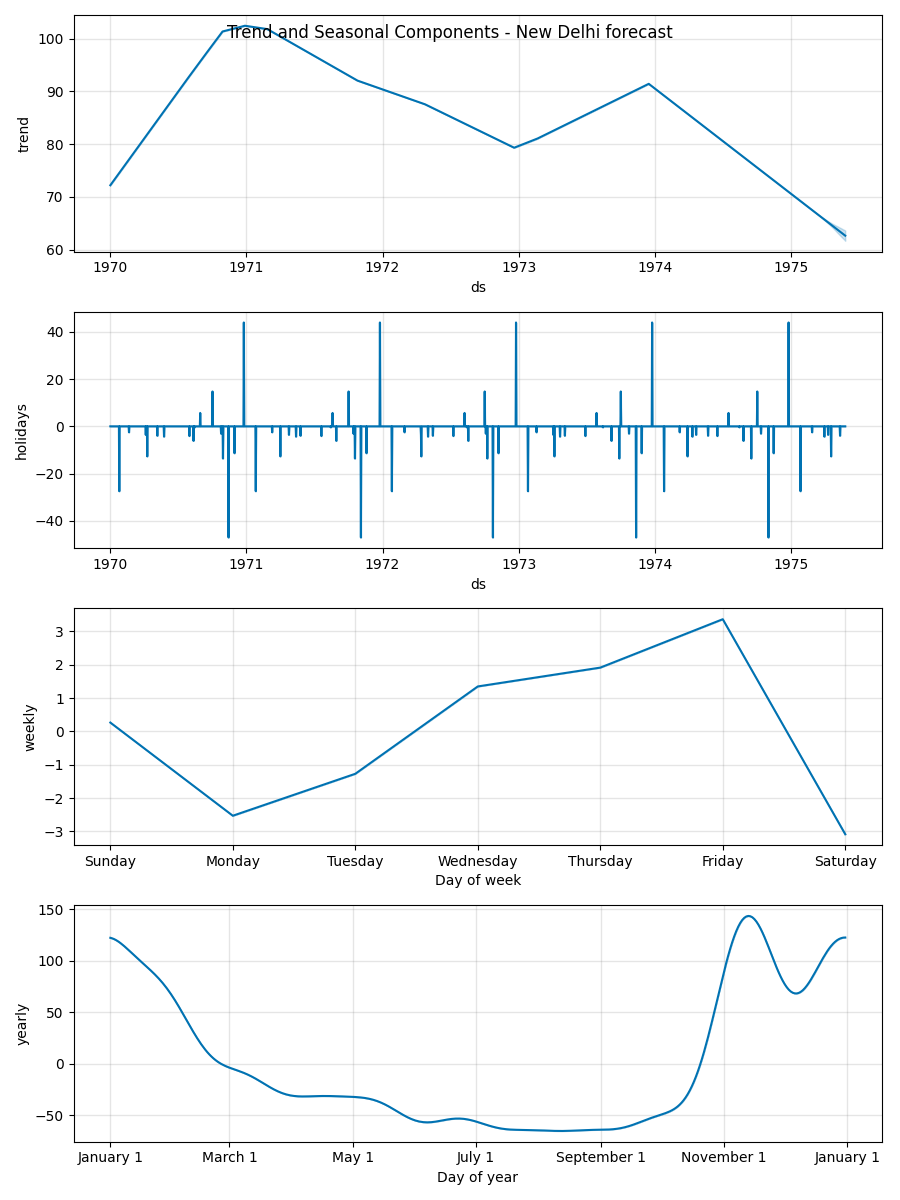 Trend and Seasonal Components - New Delhi forecast
100
90
80
70
60
trend
1970 1971 1972 1973 1974 1975
ds
40
20
0
−20
−40
holidays
1970 1971 1972 1973 1974 1975
ds
3
2
1
0
−1
−2
−3
weekly
Sunday Monday Tuesday Wednesday Thursday Friday Saturday
Day of week
150
100
50
0
−50
yearly
January 1 March 1 May 1 July 1 September 1 November 1 January 1
Day of year